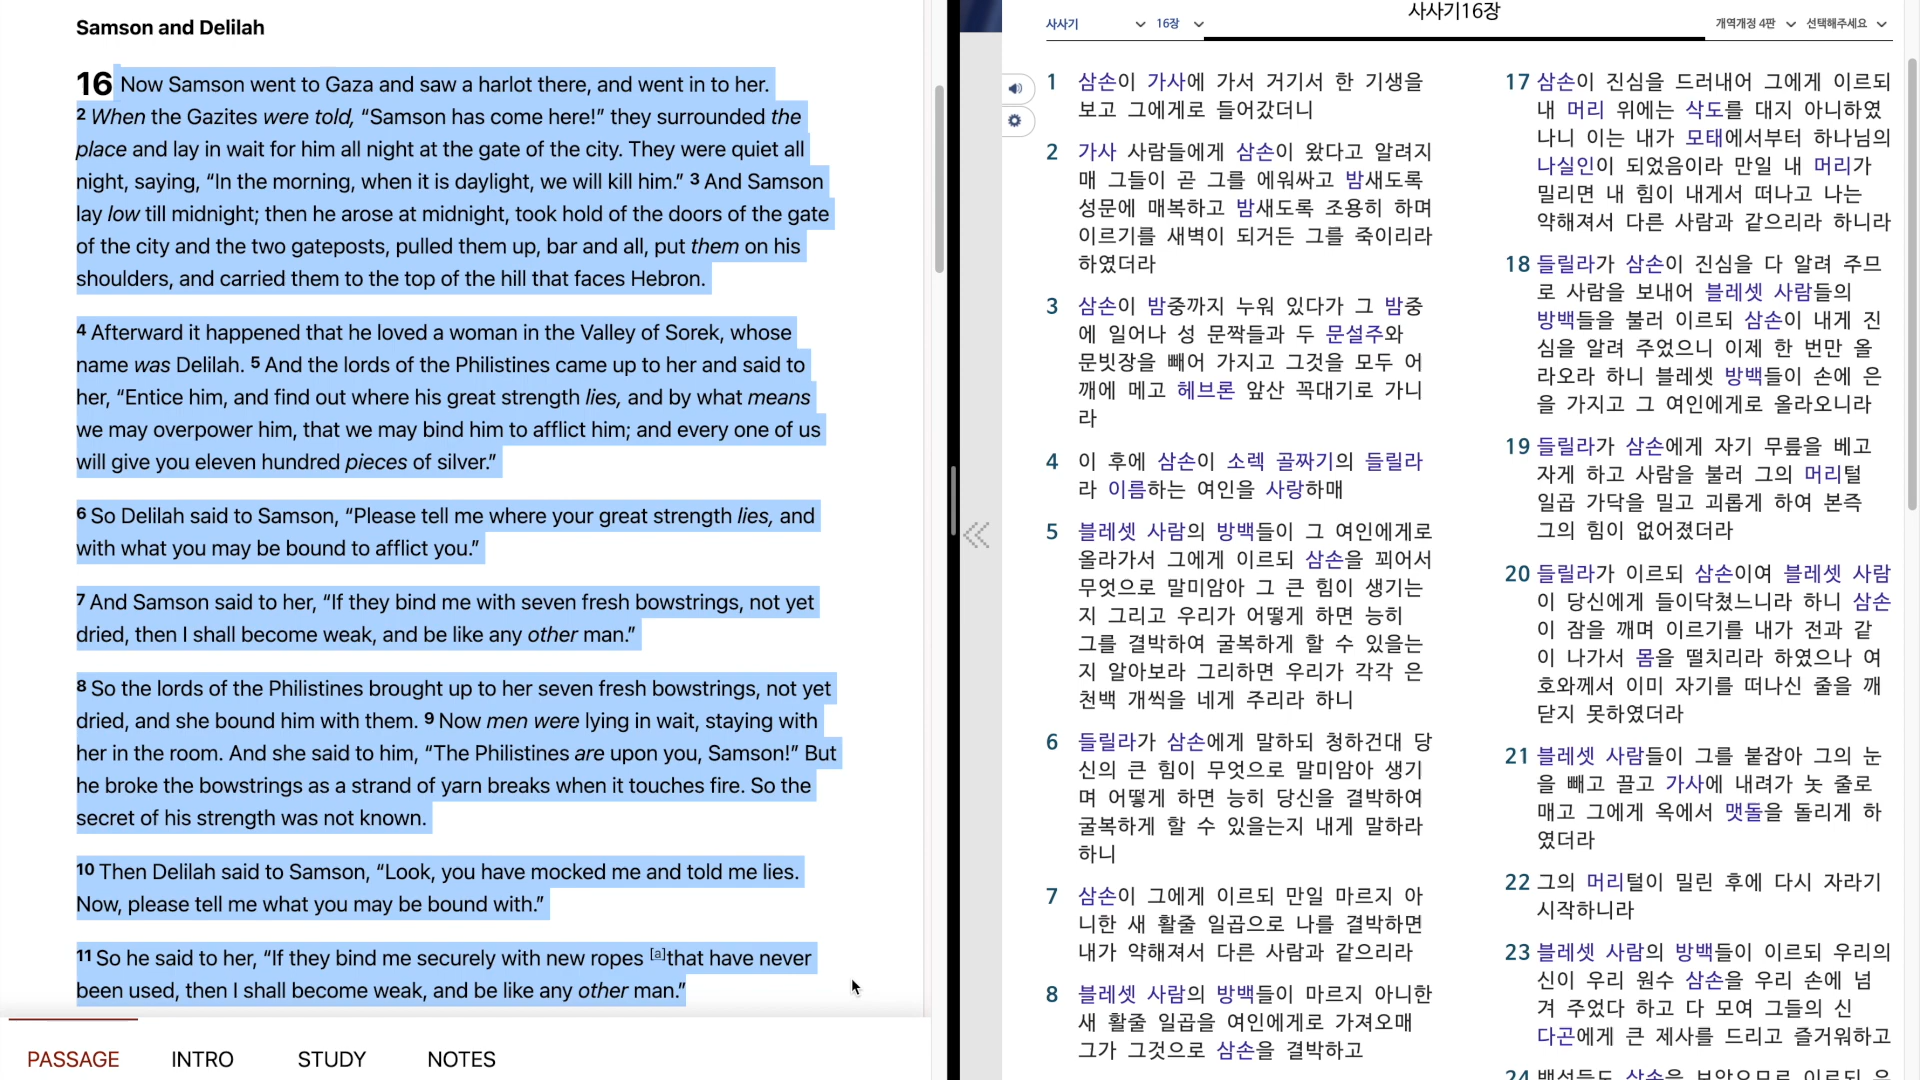 Samson and Delilah
16 Now Samson went to Gaza and saw a harlot there, and went in to her.
2 When the Gazites were told, “Samson has come here!” they surrounded the
place and lay in wait for him all night at the gate of the city. They were quiet all
night, saying, “In the morning, when it is daylight, we will kill him.” 3 And Samson
lay low till midnight; then he arose at midnight, took hold of the doors of the gate
of the city and the two gateposts, pulled them up, bar and all, put them on his
shoulders, and carried them to the top of the hill that faces Hebron.
4 Afterward it happened that he loved a woman in the Valley of Sorek, whose
name was Delilah. 5 And the lords of the Philistines came up to her and said to
her, “Entice him, and find out where his great strength lies, and by what means
we may overpower him, that we may bind him to afflict him; and every one of us
will give you eleven hundred pieces of silver.”
6 So Delilah said to Samson, “Please tell me where your great strength lies, and
with what you may be bound to afflict you.”
7 And Samson said to her, “If they bind me with seven fresh bowstrings, not yet
dried, then I shall become weak, and be like any other man.”
8 So the lords of the Philistines brought up to her seven fresh bowstrings, not yet
dried, and she bound him with them. 9 Now men were lying in wait, staying with
her in the room. And she said to him, “The Philistines are upon you, Samson!” But
he broke the bowstrings as a strand of yarn breaks when it touches fire. So the
secret of his strength was not known.
10 Then Delilah said to Samson, “Look, you have mocked me and told me lies.
Now, please tell me what you may be bound with.”
11 So he said to her, “If they bind me securely with new ropes [a]that have never
been used, then I shall become weak, and be like any other man.”
PASSAGE INTRO STUDY NOTES
사사기 16장 사사기16장 개역개정 4판 선택해주세요
1 삼손이 가사에 가서 거기서 한 기생을
보고 그에게로 들어갔더니
2 가사 사람들에게 삼손이 왔다고 알려지
매 그들이 곧 그를 에워싸고 밤새도록
성문에 매복하고 밤새도록 조용히 하며
이르기를 새벽이 되거든 그를 죽이리라
하였더라
3 삼손이 밤중까지 누워 있다가 그 밤중
에 일어나 성 문짝들과 두 문설주와
문빗장을 빼어 가지고 그것을 모두 어
깨에 메고 헤브론 앞산 꼭대기로 가니
라
4 이 후에 삼손이 소렉 골짜기의 들릴라
라 이름하는 여인을 사랑하매
5 블레셋 사람의 방백들이 그 여인에게로
올라가서 그에게 이르되 삼손을 꾀어서
무엇으로 말미암아 그 큰 힘이 생기는
지 그리고 우리가 어떻게 하면 능히
그를 결박하여 굴복하게 할 수 있을는
지 알아보라 그리하면 우리가 각각 은
천백 개씩을 네게 주리라 하니
6 들릴라가 삼손에게 말하되 청하건대 당
신의 큰 힘이 무엇으로 말미암아 생기
며 어떻게 하면 능히 당신을 결박하여
굴복하게 할 수 있을는지 내게 말하라
하니
7 삼손이 그에게 이르되 만일 마르지 아
니한 새 활줄 일곱으로 나를 결박하면
내가 약해져서 다른 사람과 같으리라
8 블레셋 사람의 방백들이 마르지 아니한
새 활줄 일곱을 여인에게로 가져오매
그가 그것으로 삼손을 결박하고
17 삼손이 진심을 드러내어 그에게 이르되
내 머리 위에는 삭도를 대지 아니하였
나니 이는 내가 모태에서부터 하나님의
나실인이 되었음이라 만일 내 머리가
밀리면 내 힘이 내게서 떠나고 나는
약해져서 다른 사람과 같으리라 하니라
18 들릴라가 삼손이 진심을 다 알려 주므
로 사람을 보내어 블레셋 사람들의
방백들을 불러 이르되 삼손이 내게 진
심을 알려 주었으니 이제 한 번만 올
라오라 하니 블레셋 방백들이 손에 은
을 가지고 그 여인에게로 올라오니라
19 들릴라가 삼손에게 자기 무릎을 베고
자게 하고 사람을 불러 그의 머리털
일곱 가닥을 밀고 괴롭게 하여 본즉
그의 힘이 없어졌더라
20 들릴라가 이르되 삼손이여 블레셋 사람
이 당신에게 들이닥쳤느니라 하니 삼손
이 잠을 깨며 이르기를 내가 전과 같
이 나가서 몸을 떨치리라 하였으나 여
호와께서 이미 자기를 떠나신 줄을 깨
닫지 못하였더라
21 블레셋 사람들이 그를 붙잡아 그의 눈
을 빼고 끌고 가사에 내려가 놋 줄로
매고 그에게 옥에서 맷돌을 돌리게 하
였더라
22 그의 머리털이 밀린 후에 다시 자라기
시작하니라
23 블레셋 사람의 방백들이 이르되 우리의
신이 우리 원수 삼손을 우리 손에 넘
겨 주었다 하고 다 모여 그들의 신
다곤에게 큰 제사를 드리고 즐거워하고
24 백성들도 삼손을 보았으므로 이르되 우